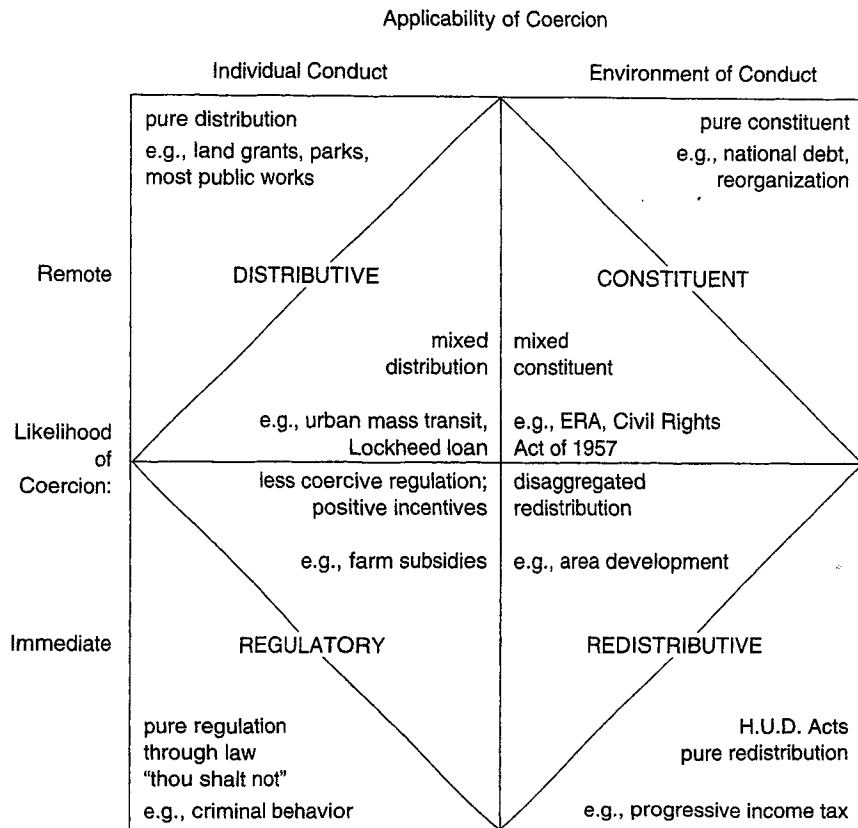 Applicability of Coercion
Individual Conduct
Environment of Conduct
pure distribution
e.g., land grants, parks,
most public works
pure constituent
e.g., national debt,
reorganization
Remote
DISTRIBUTIVE
CONSTITUENT
mixed
distribution
mixed
constituent
e.g., urban mass transit,
Lockheed loan
e.g., ERA, Civil Rights
Act of 1957
Likelihood
of
Coercion:
less coercive regulation;
positive incentives
disaggregated
redistribution
e.g., farm subsidies
e.g., area development
Immediate
REGULATORY
REDISTRIBUTIVE
pure regulation
through law
"thou shalt not"
e.g., criminal behavior
H.U.D. Acts
pure redistribution
e.g., progressive income tax